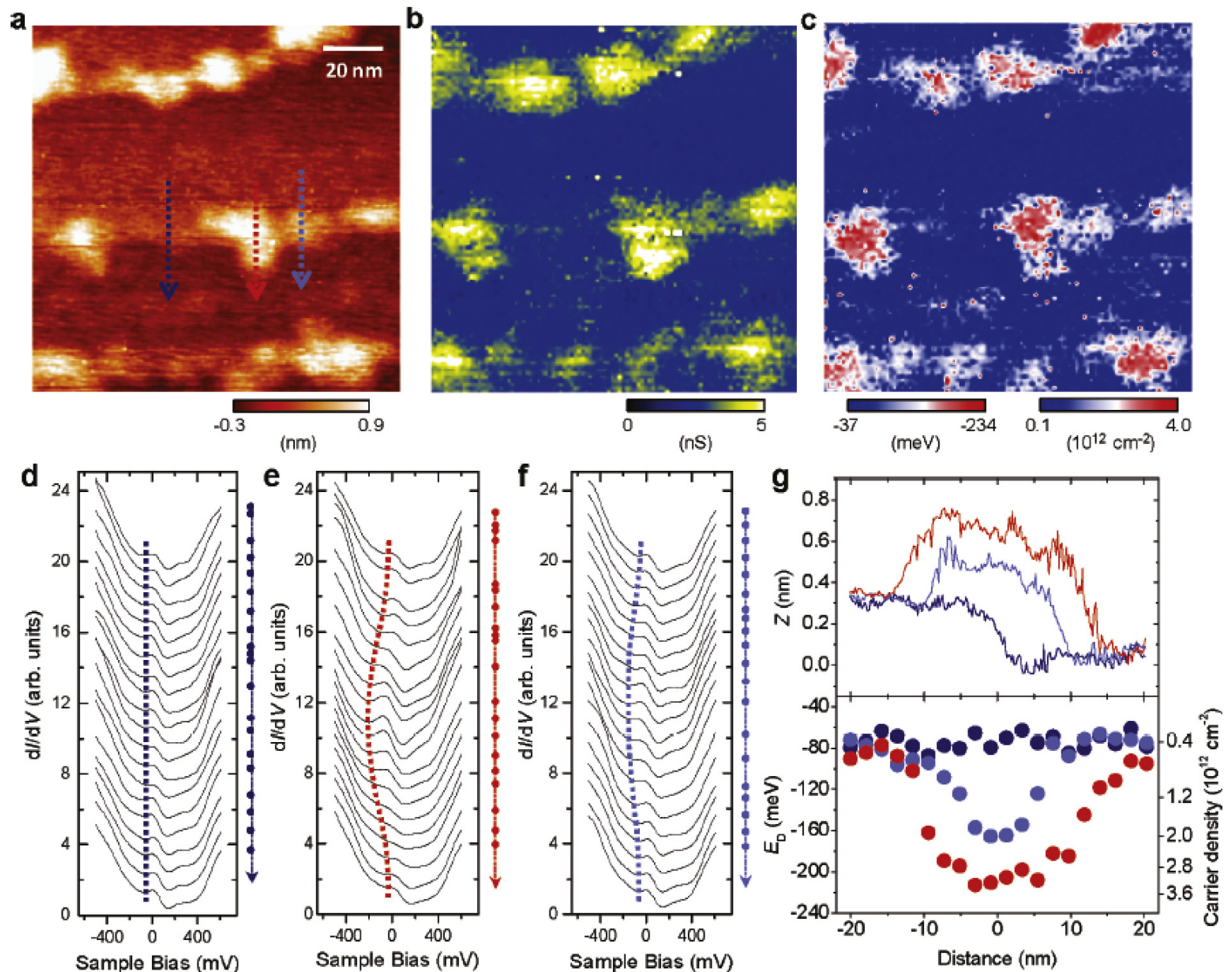 a
20 nm
b
c
-0.3 0.9
(nm)
0 5
(nS)
-37 -234
(meV)
0.1 4.0
(10¹² cm⁻²)
d
24
20
16
12
8
4
0
dI/dV (arb. units)
-400 0 400
Sample Bias (mV)
e
24
20
16
12
8
4
0
dI/dV (arb. units)
-400 0 400
Sample Bias (mV)
f
24
20
16
12
8
4
0
dI/dV (arb. units)
-400 0 400
Sample Bias (mV)
g
0.8
0.6
0.4
0.2
0.0
Z (nm)
-40
-80
-120
-160
-200
-240
E_D (meV)
0.4
1.2
2.0
2.8
3.6
Carrier density (10¹² cm⁻²)
-20 -10 0 10 20
Distance (nm)